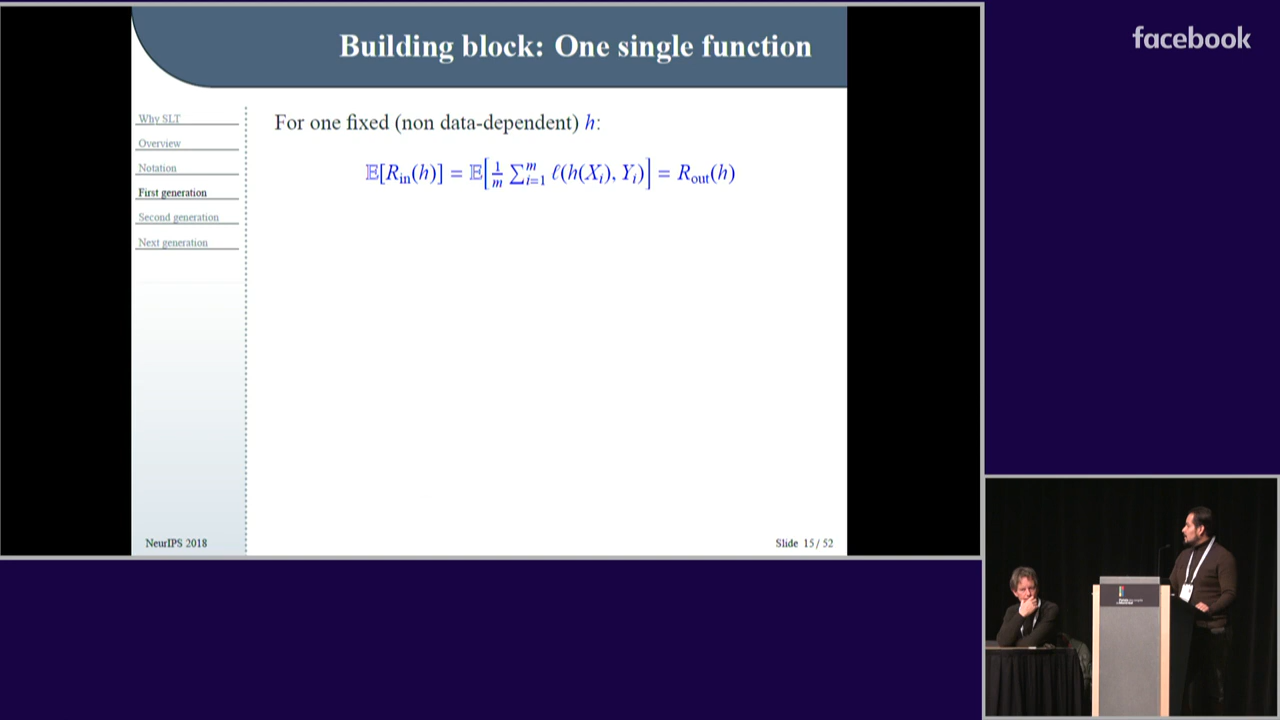 facebook
Building block: One single function
Why SLT
Overview
Notation
First generation
Second generation
Next generation
For one fixed (non data-dependent) h:
𝔼[R_in(h)] = 𝔼[1/m ∑_{i=1}^m ℓ(h(X_i), Y_i)] = R_out(h)
NeurIPS 2018
Slide 15 / 52